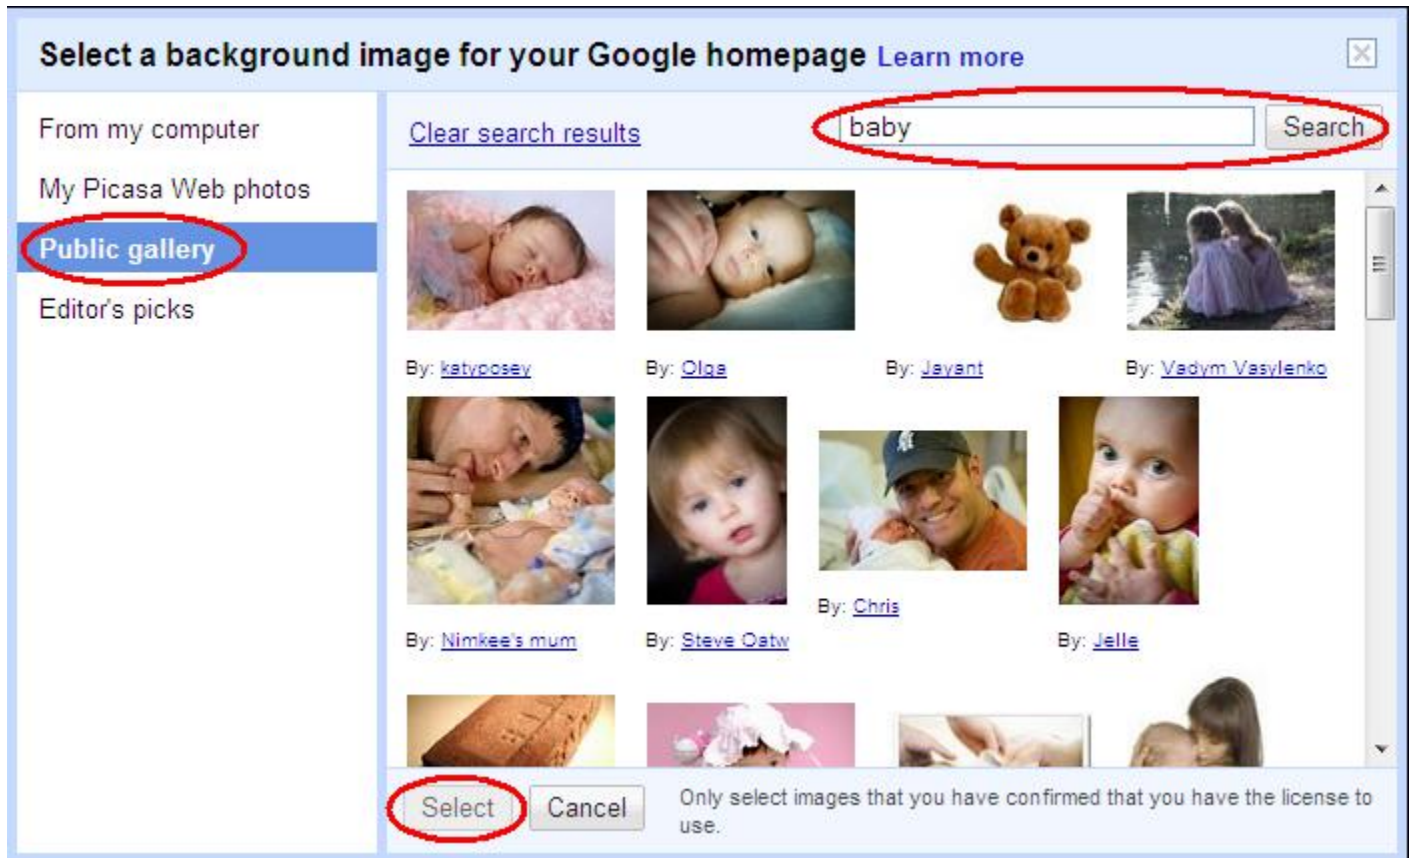 Select a background image for your Google homepage Learn more
From my computer
My Picasa Web photos
Public gallery
Editor's picks
Clear search results
baby
Search
By: katyposey
By: Olga
By: Jayant
By: Vadym Vasylenko
By: Nimkee's mum
By: Steve Oatw
By: Chris
By: Jelle
Select
Cancel
Only select images that you have confirmed that you have the license to
use.